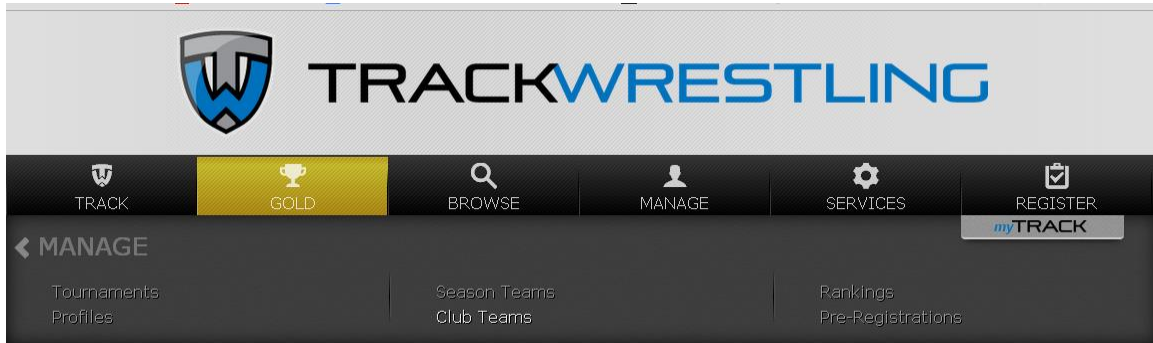 TRACKWRESTLING
TRACK GOLD BROWSE MANAGE SERVICES REGISTER
myTRACK
MANAGE
Tournaments Season Teams Rankings
Profiles Club Teams Pre-Registrations